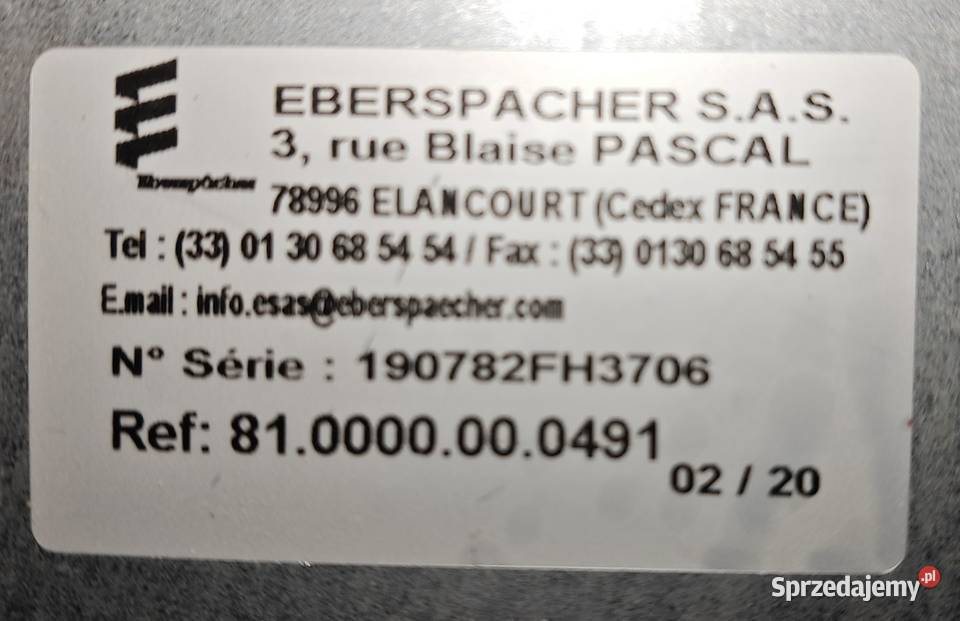 EBERSPACHER S.A.S.
3, rue Blaise PASCAL
Eberspächer
78996 ELANCOURT (Cedex FRANCE)
Tel : (33) 01 30 68 54 54 / Fax : (33) 0130 68 54 55
E.mail : info.esas@eberspaecher.com
N° Série : 190782FH3706
Ref: 81.0000.00.0491
02 / 20
Sprzedajemy.pl